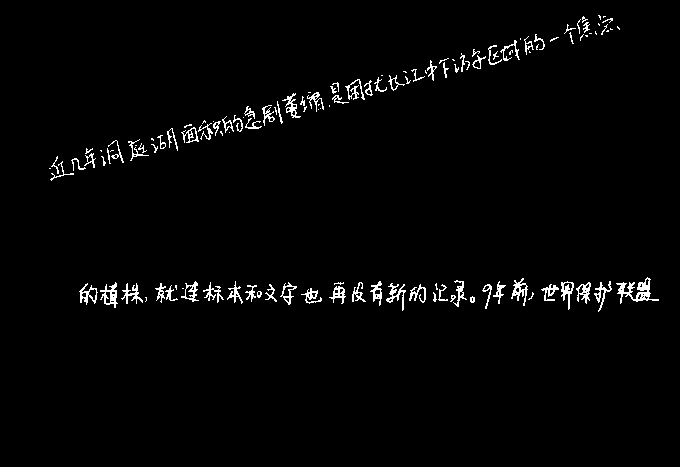 近几年洞庭湖面积的急剧萎缩,是困扰长江中下游区域的一个焦点、
的植株,就连标本和文字也再没有新的记录。9年前,世界保护联盟